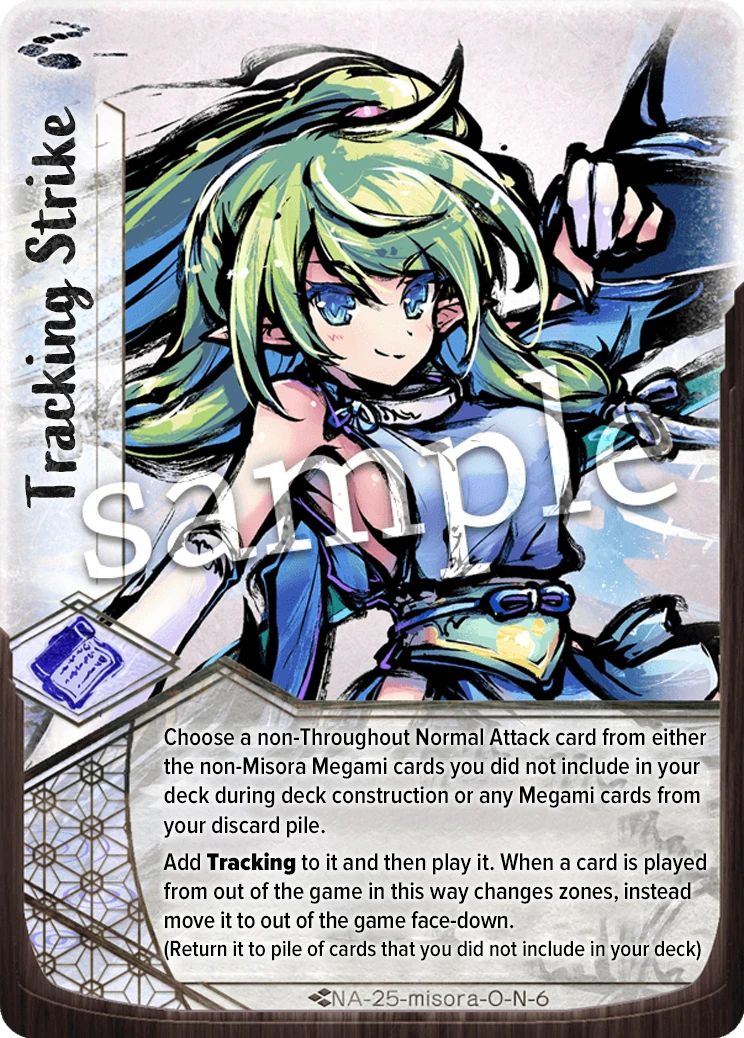 Tracking Strike
sample
Choose a non-Throughout Normal Attack card from either
the non-Misora Megami cards you did not include in your
deck during deck construction or any Megami cards from
your discard pile.
Add Tracking to it and then play it. When a card is played
from out of the game in this way changes zones, instead
move it to out of the game face-down.
(Return it to pile of cards that you did not include in your deck)
NA-25-misora-O-N-6